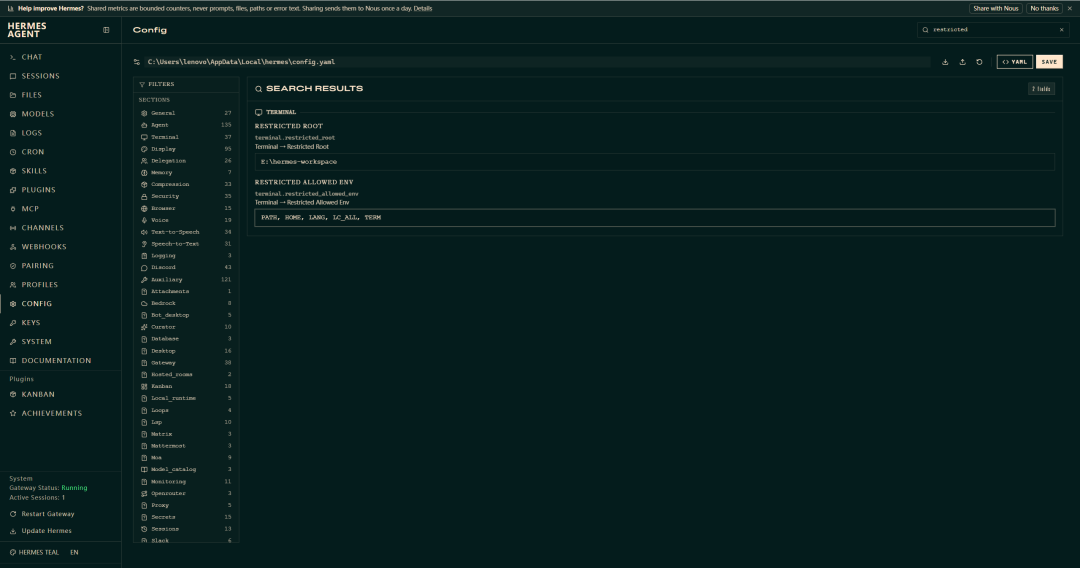 Help improve Hermes? Shared metrics are bounded counters, never prompts, files, paths or error text. Sharing sends them to Nous once a day. Details
Share with Nous
No thanks
HERMES
AGENT
Config
restricted
CHAT
SESSIONS
FILES
MODELS
LOGS
CRON
SKILLS
PLUGINS
MCP
CHANNELS
WEBHOOKS
PAIRING
PROFILES
CONFIG
KEYS
SYSTEM
DOCUMENTATION
Plugins
KANBAN
ACHIEVEMENTS
System
Gateway Status: Running
Active Sessions: 1
Restart Gateway
Update Hermes
HERMES TEAL EN
C:\Users\lenovo\AppData\Local\hermes\config.yaml
<> YAML
SAVE
FILTERS
SECTIONS
General 27
Agent 135
Terminal 37
Display 95
Delegation 26
Memory 7
Compression 33
Security 35
Browser 15
Voice 18
Text-to-Speech 34
Speech-to-Text 31
Logging 3
Discord 43
Auxiliary 121
Attachments 1
Bedrock 8
Bot_desktop 5
Curator 10
Database 3
Desktop 16
Gateway 38
Hosted_rooms 2
Kanban 18
Local_runtime 5
Loops 4
Lsp 10
Matrix 3
Mattermost 3
Moa 9
Model_catalog 3
Monitoring 11
Openrouter 3
Proxy 5
Secrets 15
Sessions 13
Slack 6
SEARCH RESULTS
2 fields
TERMINAL
RESTRICTED ROOT
terminal.restricted_root
Terminal → Restricted Root
E:\hermes-workspace
RESTRICTED ALLOWED ENV
terminal.restricted_allowed_env
Terminal → Restricted Allowed Env
PATH, HOME, LANG, LC_ALL, TERM